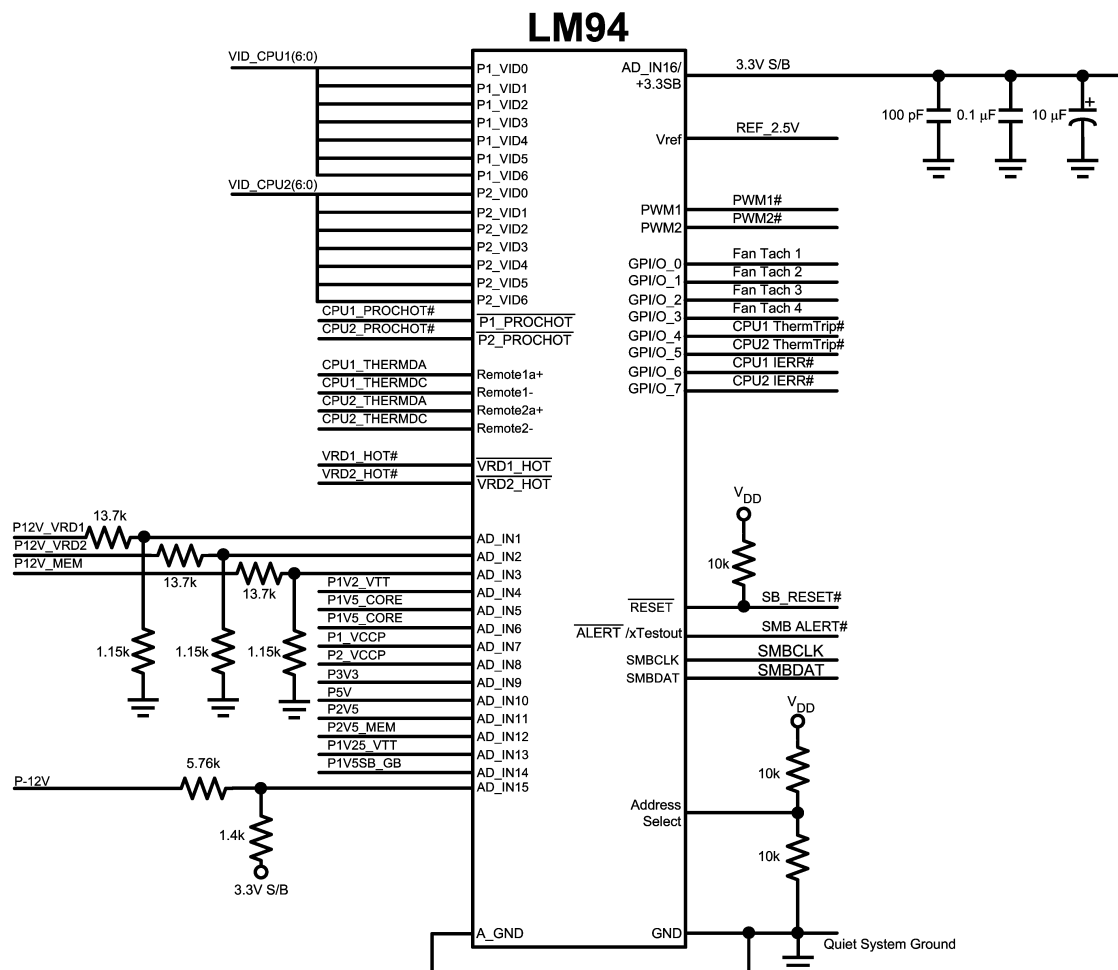 LM94
VID_CPU1(6:0)
P1_VID0
P1_VID1
P1_VID2
P1_VID3
P1_VID4
P1_VID5
P1_VID6
VID_CPU2(6:0)
P2_VID0
P2_VID1
P2_VID2
P2_VID3
P2_VID4
P2_VID5
P2_VID6
CPU1_PROCHOT#
P1_PROCHOT
CPU2_PROCHOT#
P2_PROCHOT
CPU1_THERMDA
Remote1a+
CPU1_THERMDC
Remote1-
CPU2_THERMDA
Remote2a+
CPU2_THERMDC
Remote2-
VRD1_HOT#
VRD1_HOT
VRD2_HOT#
VRD2_HOT
P12V_VRD1
13.7k
AD_IN1
P12V_VRD2
13.7k
AD_IN2
P12V_MEM
13.7k
AD_IN3
P1V2_VTT
AD_IN4
P1V5_CORE
AD_IN5
P1V5_CORE
AD_IN6
P1_VCCP
AD_IN7
P2_VCCP
AD_IN8
P3V3
AD_IN9
P5V
AD_IN10
P2V5
AD_IN11
P2V5_MEM
AD_IN12
P1V25_VTT
AD_IN13
P1V5SB_GB
AD_IN14
1.15k
1.15k
1.15k
P-12V
5.76k
AD_IN15
1.4k
3.3V S/B
A_GND
AD_IN16/
+3.3SB
3.3V S/B
100 pF
0.1 µF
10 µF
+
Vref
REF_2.5V
PWM1
PWM1#
PWM2
PWM2#
GPI/O_0
Fan Tach 1
GPI/O_1
Fan Tach 2
GPI/O_2
Fan Tach 3
GPI/O_3
Fan Tach 4
GPI/O_4
CPU1 ThermTrip#
GPI/O_5
CPU2 ThermTrip#
GPI/O_6
CPU1 IERR#
GPI/O_7
CPU2 IERR#
VDD
10k
RESET
SB_RESET#
ALERT /xTestout
SMB ALERT#
SMBCLK
SMBCLK
SMBDAT
SMBDAT
VDD
10k
Address
Select
10k
GND
Quiet System Ground